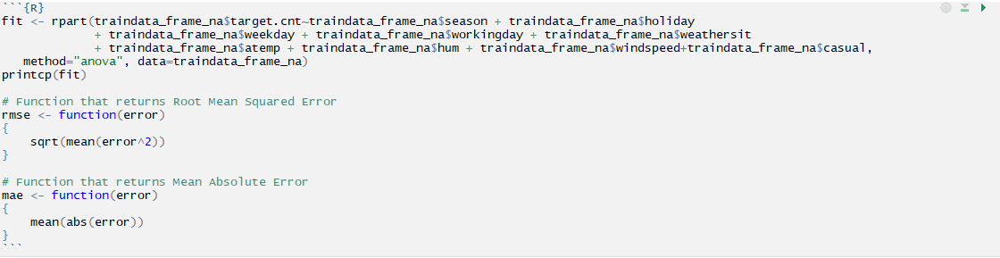 ```{R}
fit <- rpart(traindata_frame_na$target.cnt~traindata_frame_na$season + traindata_frame_na$holiday
             + traindata_frame_na$weekday + traindata_frame_na$workingday + traindata_frame_na$weathersit
             + traindata_frame_na$atemp + traindata_frame_na$hum + traindata_frame_na$windspeed+traindata_frame_na$casual,
   method="anova", data=traindata_frame_na)
printcp(fit)

# Function that returns Root Mean Squared Error
rmse <- function(error)
{
    sqrt(mean(error^2))
}

# Function that returns Mean Absolute Error
mae <- function(error)
{
    mean(abs(error))
}
```